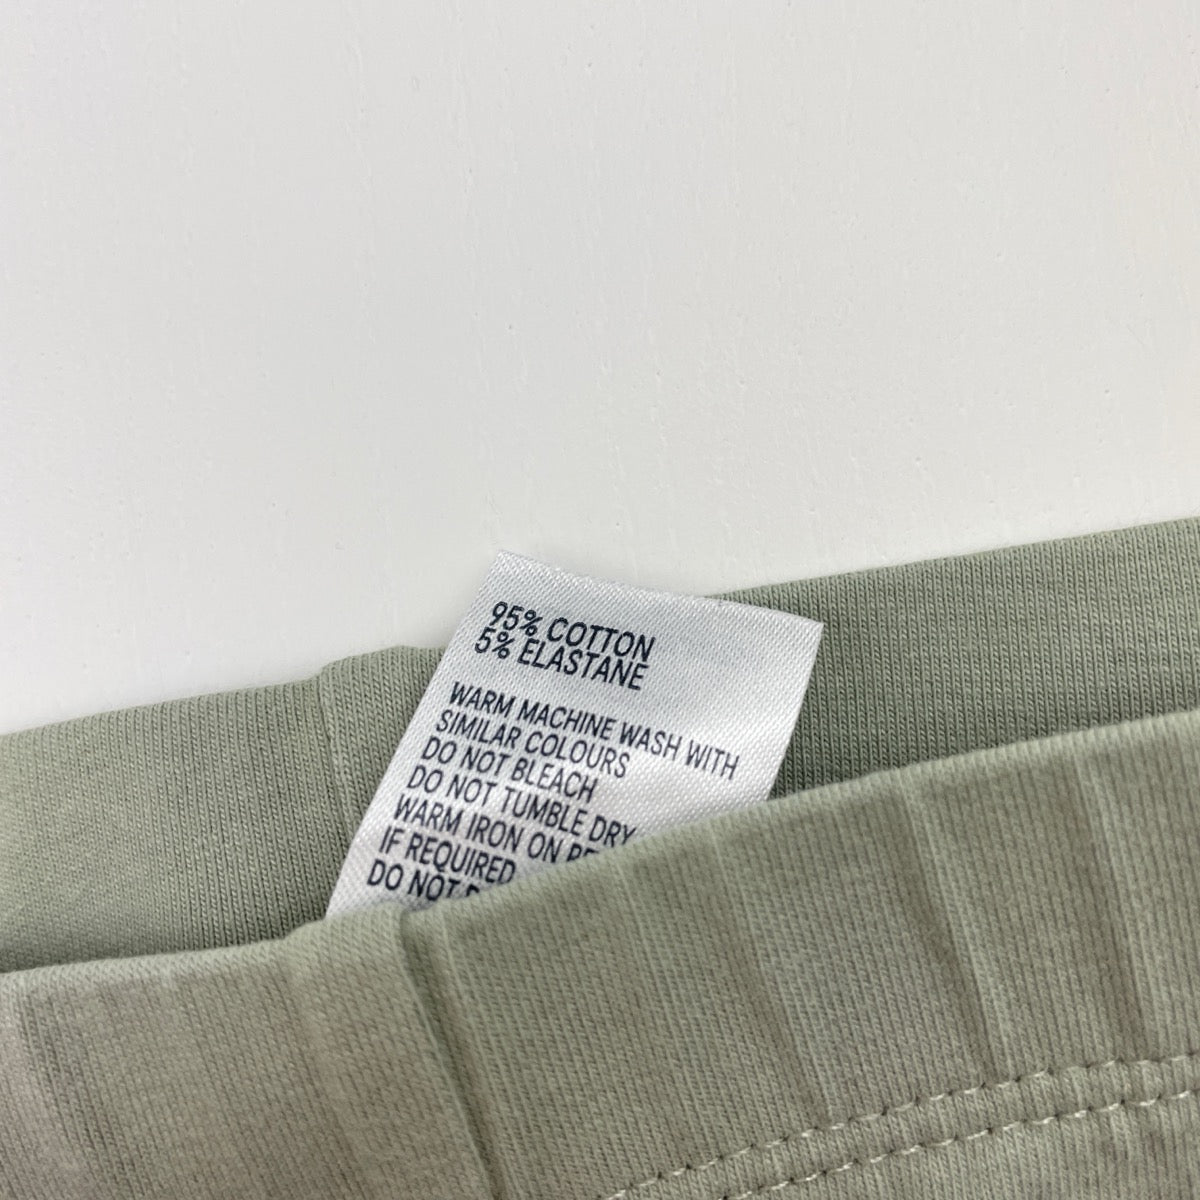 95% COTTON
5% ELASTANE
WARM MACHINE WASH WITH
SIMILAR COLOURS
DO NOT BLEACH
DO NOT TUMBLE DRY
WARM IRON ON
IF REQUIRED
DO NOT